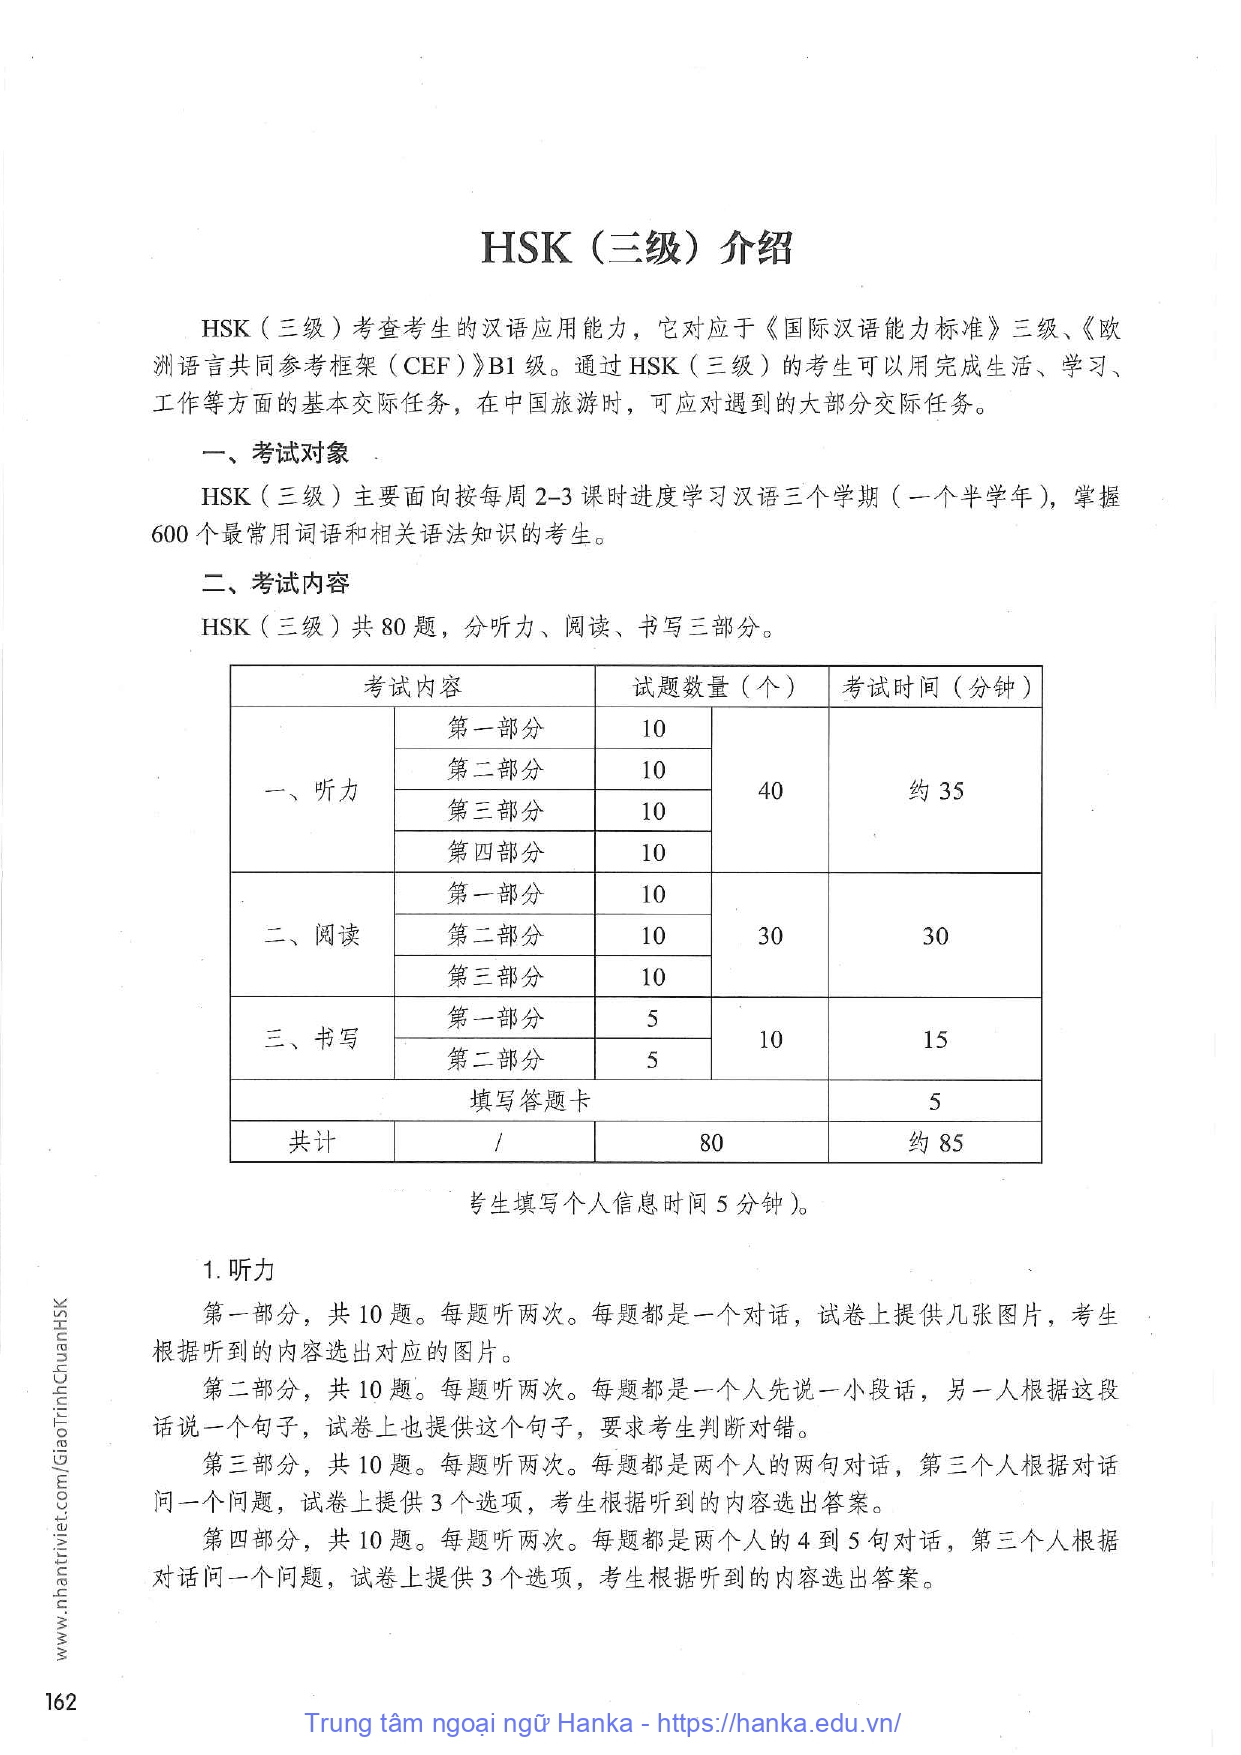 HSK（三级）介绍
HSK（三级）考查考生的汉语应用能力，它对应于《国际汉语能力标准》三级、《欧
洲语言共同参考框架（CEF）》B1 级。通过 HSK（三级）的考生可以用完成生活、学习、
工作等方面的基本交际任务，在中国旅游时，可应对遇到的大部分交际任务。
一、考试对象
HSK（三级）主要面向按每周 2–3 课时进度学习汉语三个学期（一个半学年），掌握
600 个最常用词语和相关语法知识的考生。
二、考试内容
HSK（三级）共 80 题，分听力、阅读、书写三部分。
考试内容 试题数量（个） 考试时间（分钟）
一、听力 第一部分 10 40 约 35
第二部分 10
第三部分 10
第四部分 10
二、阅读 第一部分 10 30 30
第二部分 10
第三部分 10
三、书写 第一部分 5 10 15
第二部分 5
填写答题卡 5
共计 / 80 约 85
考生填写个人信息时间 5 分钟）。
1. 听力
第一部分，共 10 题。每题听两次。每题都是一个对话，试卷上提供几张图片，考生
根据听到的内容选出对应的图片。
第二部分，共 10 题。每题听两次。每题都是一个人先说一小段话，另一人根据这段
话说一个句子，试卷上也提供这个句子，要求考生判断对错。
第三部分，共 10 题。每题听两次。每题都是两个人的两句对话，第三个人根据对话
问一个问题，试卷上提供 3 个选项，考生根据听到的内容选出答案。
第四部分，共 10 题。每题听两次。每题都是两个人的 4 到 5 句对话，第三个人根据
对话问一个问题，试卷上提供 3 个选项，考生根据听到的内容选出答案。
www.nhantriviet.com/GiaoTrinhChuanHSK
162
Trung tâm ngoại ngữ Hanka - https://hanka.edu.vn/